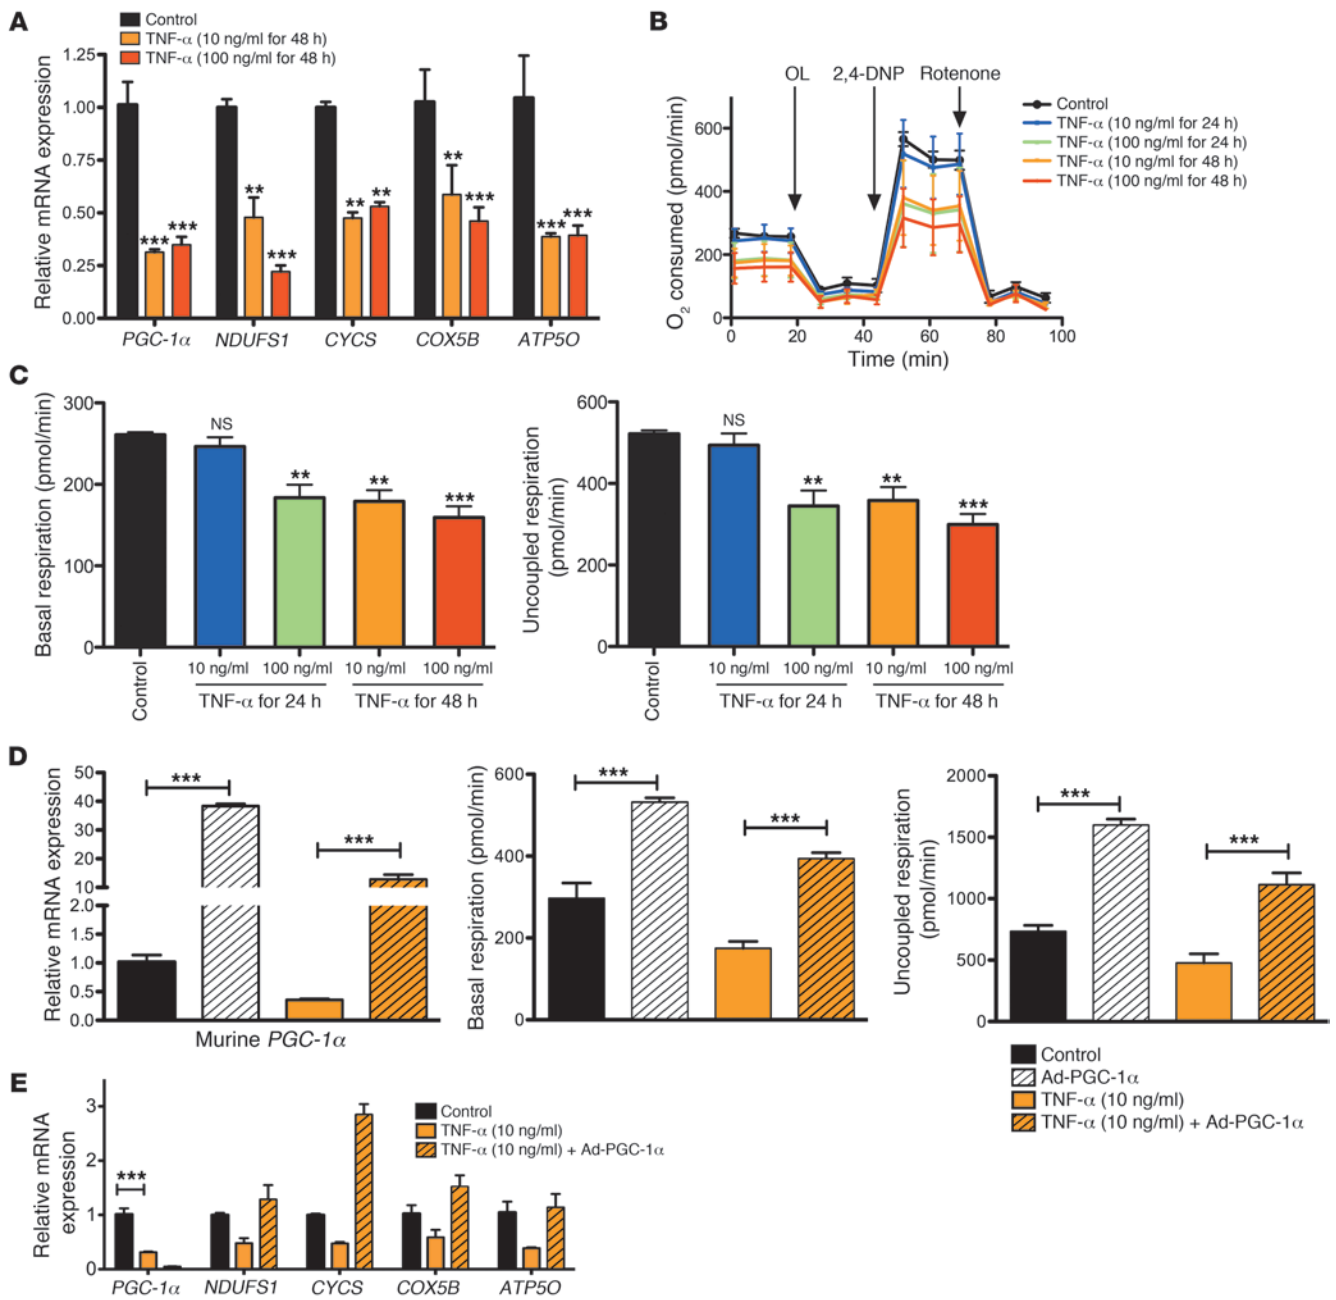 A
Control
TNF-α (10 ng/ml for 48 h)
TNF-α (100 ng/ml for 48 h)
Relative mRNA expression
1.25
1.00
0.75
0.50
0.25
0.00
*** *** ** *** ** ** ** *** *** ***
PGC-1α NDUFS1 CYCS COX5B ATP5O
B
OL 2,4-DNP Rotenone
Control
TNF-α (10 ng/ml for 24 h)
TNF-α (100 ng/ml for 24 h)
TNF-α (10 ng/ml for 48 h)
TNF-α (100 ng/ml for 48 h)
O2 consumed (pmol/min)
600
400
200
0
0 20 40 60 80 100
Time (min)
C
Basal respiration (pmol/min)
300
200
100
0
NS ** ** ***
Control
10 ng/ml 100 ng/ml 10 ng/ml 100 ng/ml
TNF-α for 24 h TNF-α for 48 h
Uncoupled respiration
(pmol/min)
600
400
200
0
NS ** ** ***
Control
10 ng/ml 100 ng/ml 10 ng/ml 100 ng/ml
TNF-α for 24 h TNF-α for 48 h
D
Relative mRNA expression
50
40
30
20
10
2.0
1.5
1.0
0.5
0.0
*** ***
Murine PGC-1α
Basal respiration (pmol/min)
600
400
200
0
*** ***
Uncoupled respiration
(pmol/min)
2000
1500
1000
500
0
*** ***
Control
Ad-PGC-1α
TNF-α (10 ng/ml)
TNF-α (10 ng/ml) + Ad-PGC-1α
E
Relative mRNA
expression
3
2
1
0
***
Control
TNF-α (10 ng/ml)
TNF-α (10 ng/ml) + Ad-PGC-1α
PGC-1α NDUFS1 CYCS COX5B ATP5O